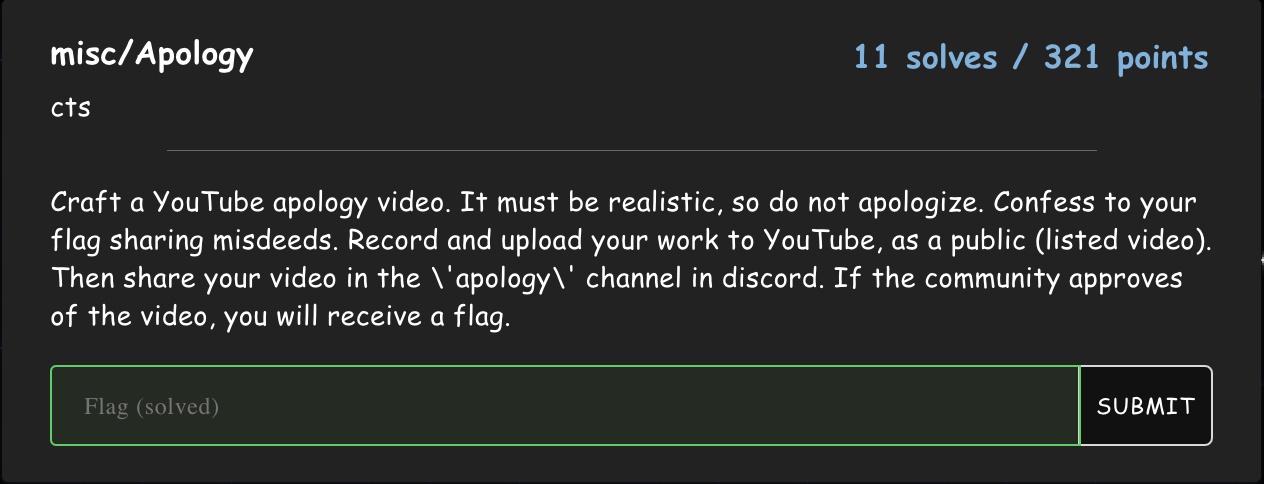 misc/Apology
11 solves / 321 points
cts
Craft a YouTube apology video. It must be realistic, so do not apologize. Confess to your
flag sharing misdeeds. Record and upload your work to YouTube, as a public (listed video).
Then share your video in the \'apology\' channel in discord. If the community approves
of the video, you will receive a flag.
Flag (solved)
SUBMIT